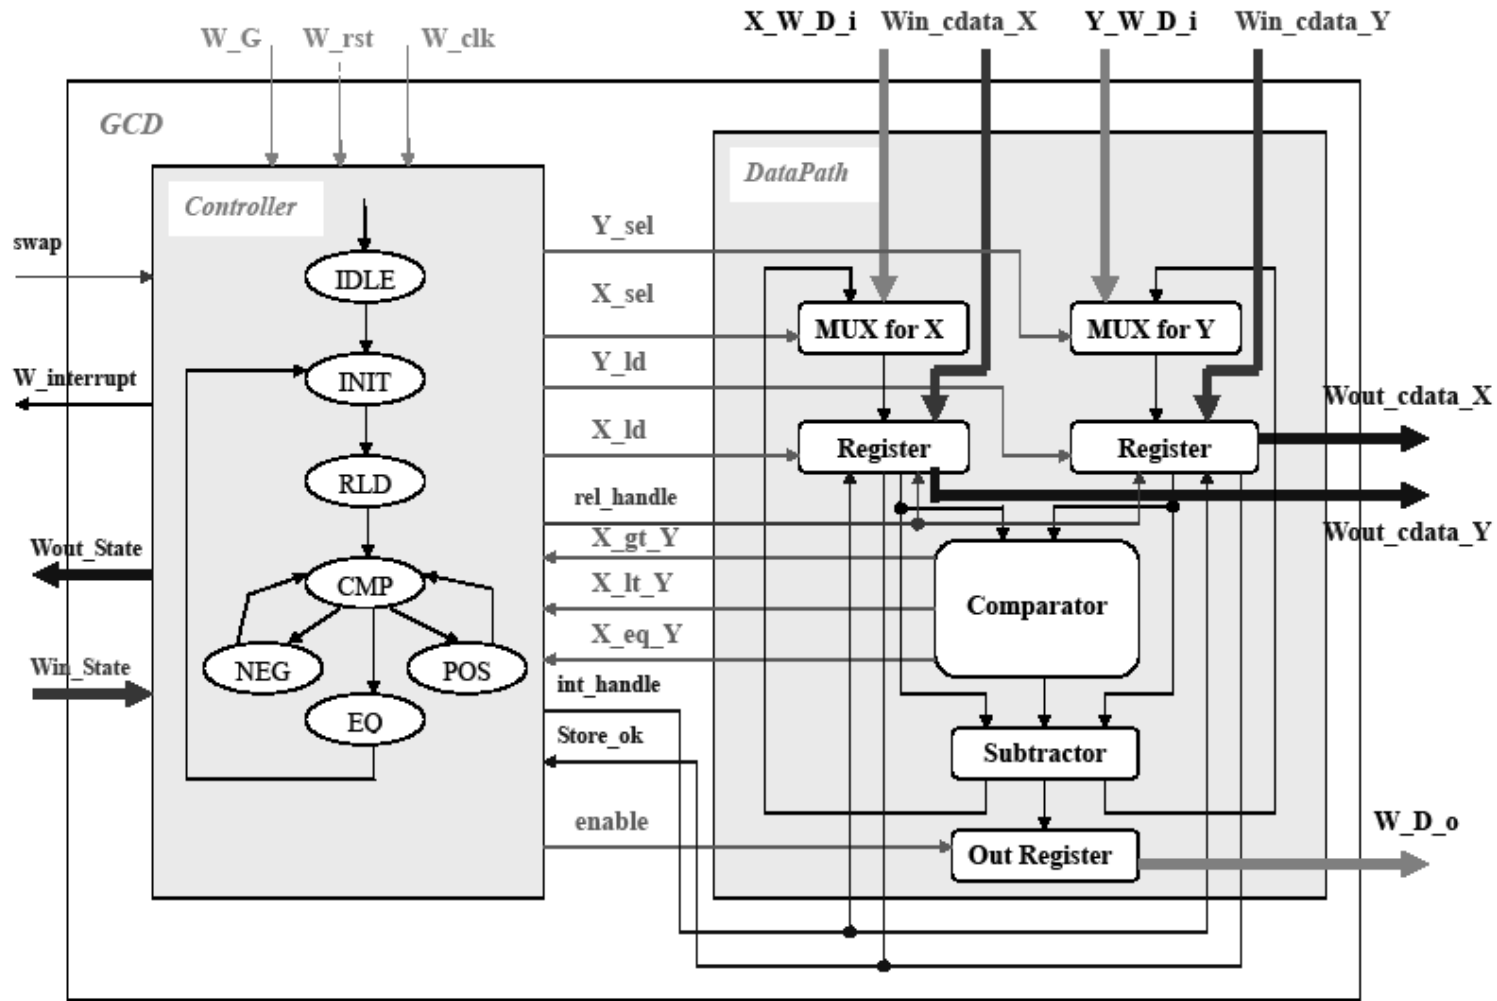 X_W_D_i Win_cdata_X Y_W_D_i Win_cdata_Y
W_G W_rst W_clk
GCD
DataPath
Controller
swap
Y_sel
IDLE
X_sel
MUX for X
MUX for Y
Y_ld
W_interrupt
INIT
Wout_cdata_X
X_ld
Register
Register
RLD
rel_handle
Wout_cdata_Y
X_gt_Y
Wout_State
CMP
X_lt_Y
Comparator
X_eq_Y
Win_State
NEG
POS
int_handle
EQ
Store_ok
Subtractor
enable
W_D_o
Out Register